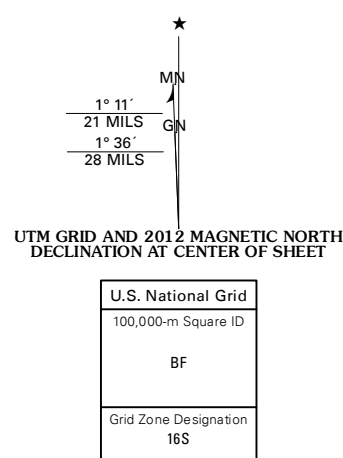 MN
1° 11´
21 MILS
GN
1° 36´
28 MILS
UTM GRID AND 2012 MAGNETIC NORTH
DECLINATION AT CENTER OF SHEET
U.S. National Grid
100,000-m Square ID
BF
Grid Zone Designation
16S